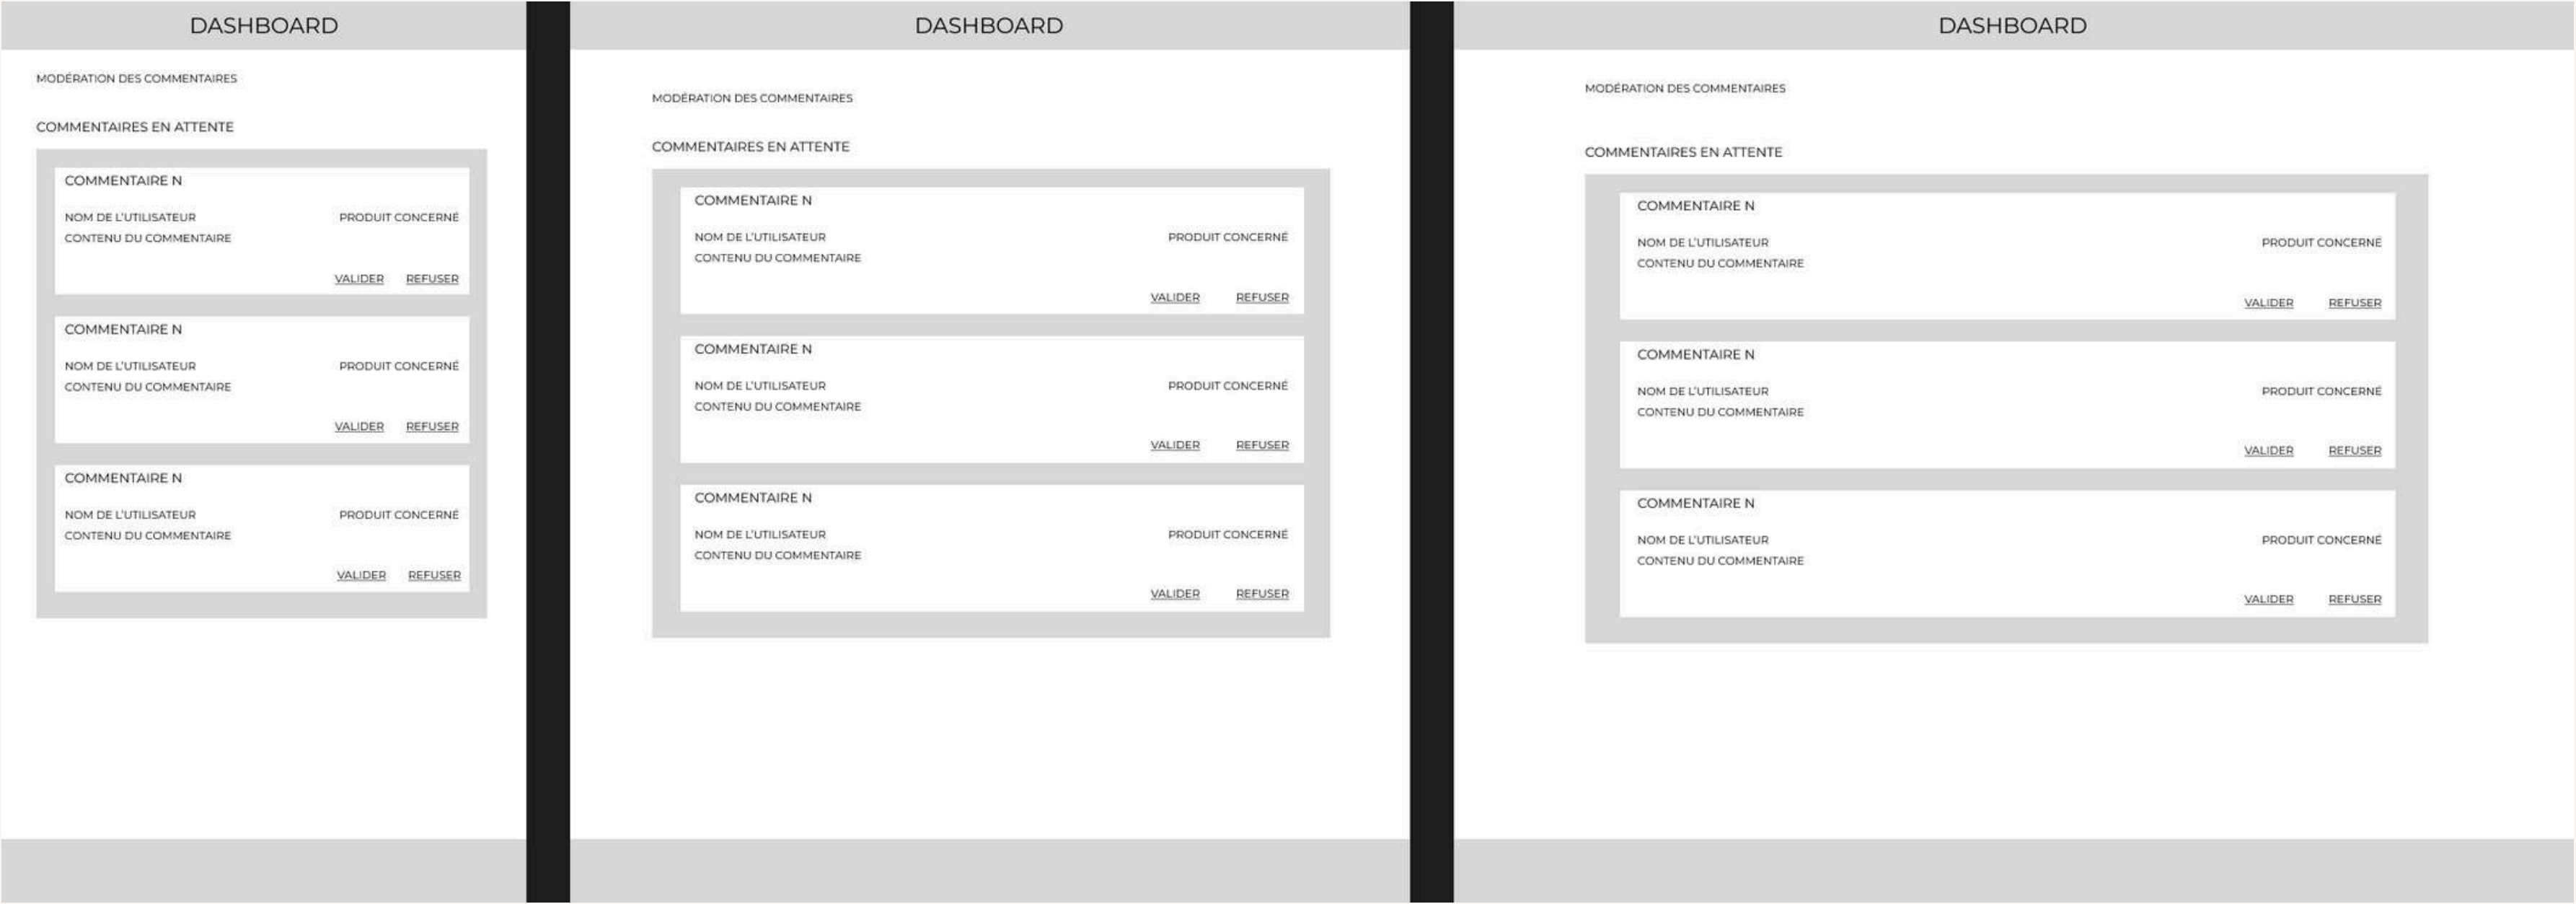 DASHBOARD
MODÉRATION DES COMMENTAIRES
COMMENTAIRES EN ATTENTE
COMMENTAIRE N
NOM DE L'UTILISATEUR PRODUIT CONCERNÉ
CONTENU DU COMMENTAIRE
VALIDER REFUSER
COMMENTAIRE N
NOM DE L'UTILISATEUR PRODUIT CONCERNÉ
CONTENU DU COMMENTAIRE
VALIDER REFUSER
COMMENTAIRE N
NOM DE L'UTILISATEUR PRODUIT CONCERNÉ
CONTENU DU COMMENTAIRE
VALIDER REFUSER
DASHBOARD
MODÉRATION DES COMMENTAIRES
COMMENTAIRES EN ATTENTE
COMMENTAIRE N
NOM DE L'UTILISATEUR PRODUIT CONCERNÉ
CONTENU DU COMMENTAIRE
VALIDER REFUSER
COMMENTAIRE N
NOM DE L'UTILISATEUR PRODUIT CONCERNÉ
CONTENU DU COMMENTAIRE
VALIDER REFUSER
COMMENTAIRE N
NOM DE L'UTILISATEUR PRODUIT CONCERNÉ
CONTENU DU COMMENTAIRE
VALIDER REFUSER
DASHBOARD
MODÉRATION DES COMMENTAIRES
COMMENTAIRES EN ATTENTE
COMMENTAIRE N
NOM DE L'UTILISATEUR PRODUIT CONCERNÉ
CONTENU DU COMMENTAIRE
VALIDER REFUSER
COMMENTAIRE N
NOM DE L'UTILISATEUR PRODUIT CONCERNÉ
CONTENU DU COMMENTAIRE
VALIDER REFUSER
COMMENTAIRE N
NOM DE L'UTILISATEUR PRODUIT CONCERNÉ
CONTENU DU COMMENTAIRE
VALIDER REFUSER